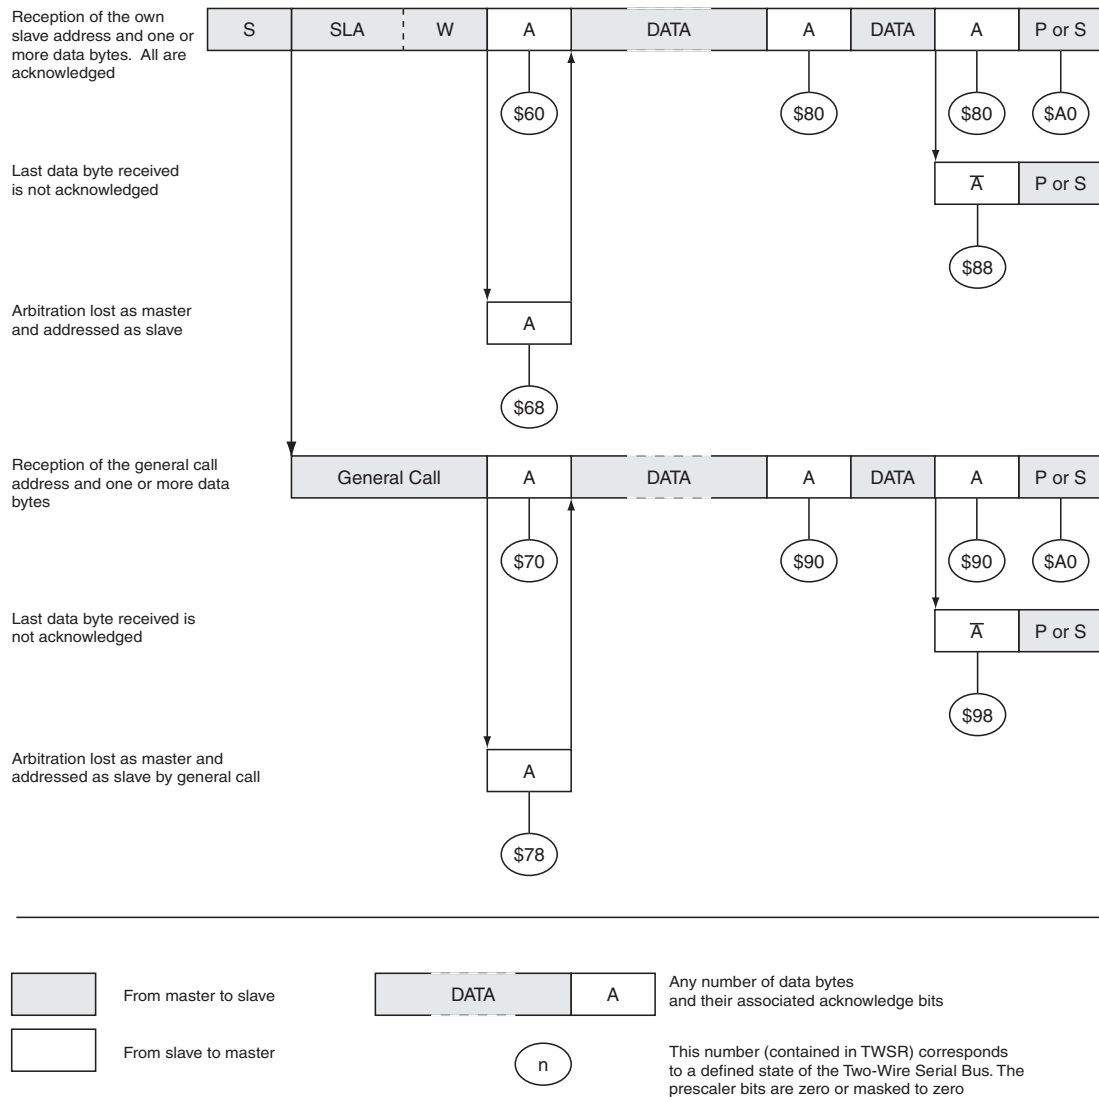 Reception of the own
slave address and one or
more data bytes. All are
acknowledged
S SLA W A DATA A DATA A P or S
$60 $80 $80 $A0
Last data byte received
is not acknowledged
A̅ P or S
$88
Arbitration lost as master
and addressed as slave
A
$68
Reception of the general call
address and one or more data
bytes
General Call A DATA A DATA A P or S
$70 $90 $90 $A0
Last data byte received is
not acknowledged
A̅ P or S
$98
Arbitration lost as master and
addressed as slave by general call
A
$78
From master to slave
DATA A
Any number of data bytes
and their associated acknowledge bits
From slave to master
n
This number (contained in TWSR) corresponds
to a defined state of the Two-Wire Serial Bus. The
prescaler bits are zero or masked to zero